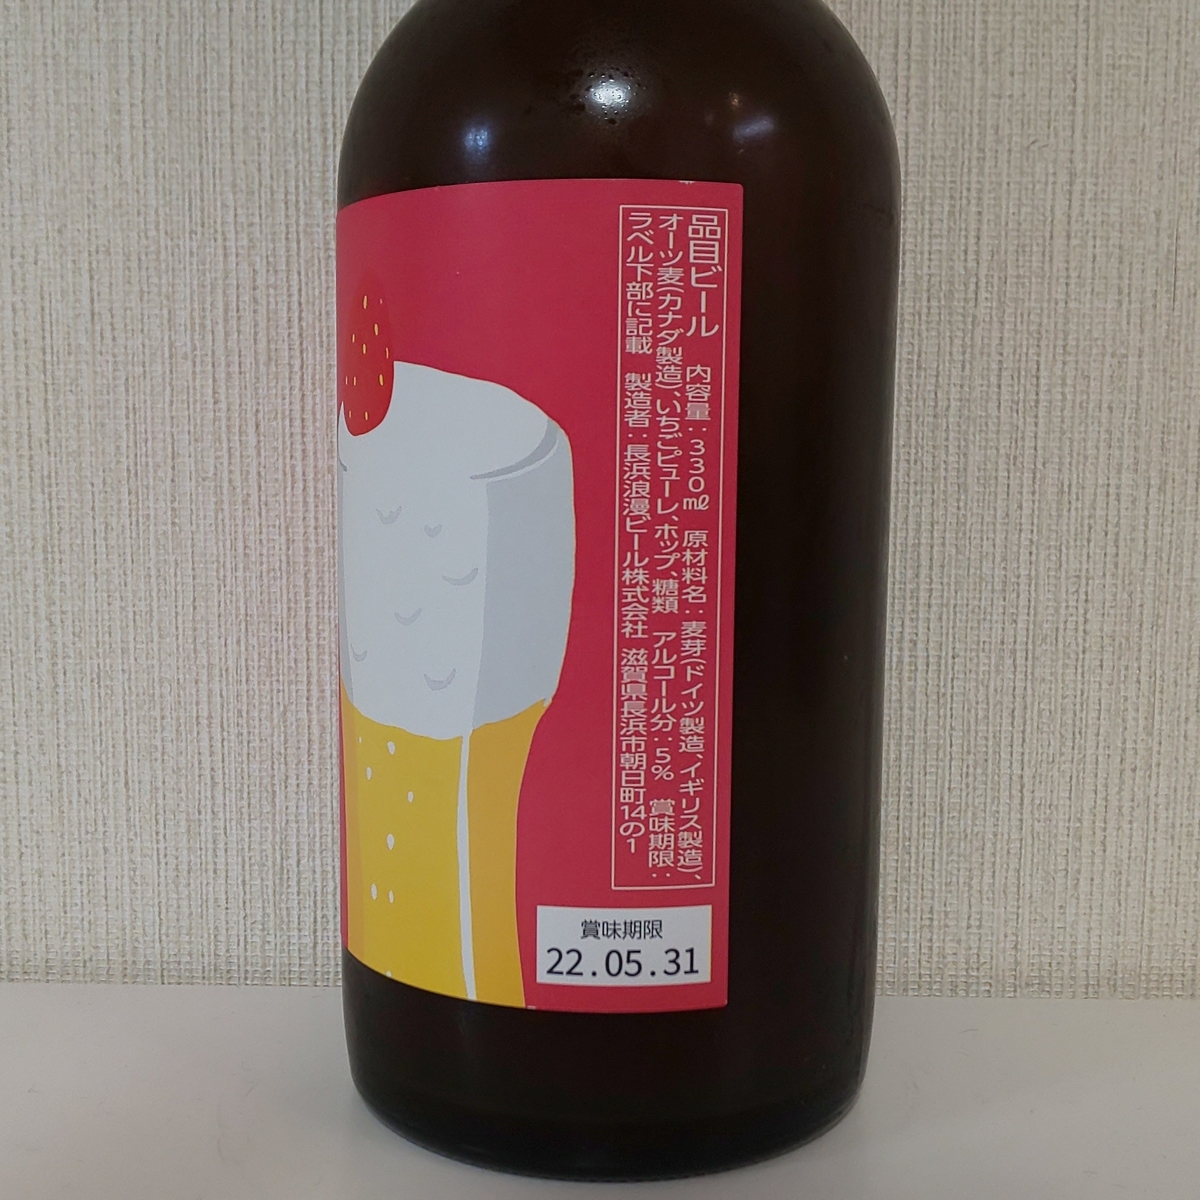 品目ビール 内容量:330㎖ 原材料名:麦芽(ドイツ製造、イギリス製造)、
オーツ麦(カナダ製造)、いちごピューレ、ホップ、糖類 アルコール分:5% 賞味期限:
ラベル下部に記載 製造者:長浜浪漫ビール株式会社 滋賀県長浜市朝日町14の1
賞味期限
22.05.31